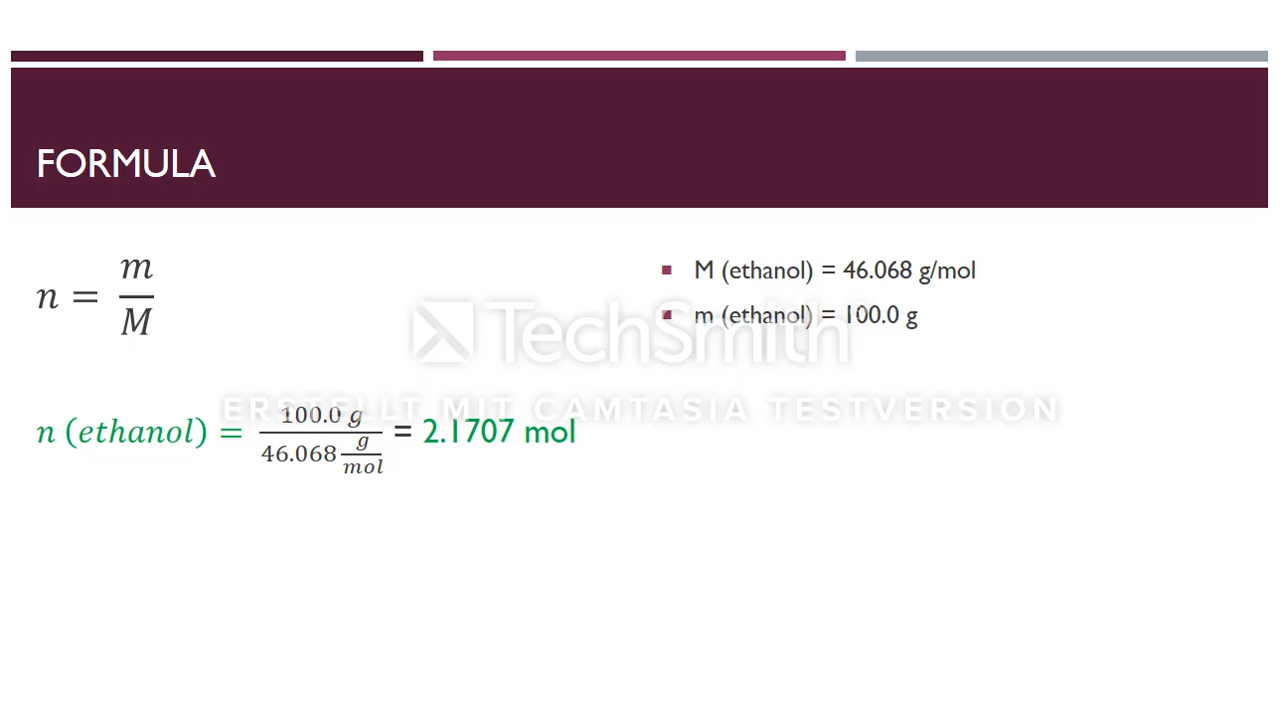 FORMULA
n = m/M
M (ethanol) = 46.068 g/mol
m (ethanol) = 100.0 g
TechSmith
ERSTELLT MIT CAMTASIA TESTVERSION
n (ethanol) = 100.0 g / 46.068 g/mol = 2.1707 mol